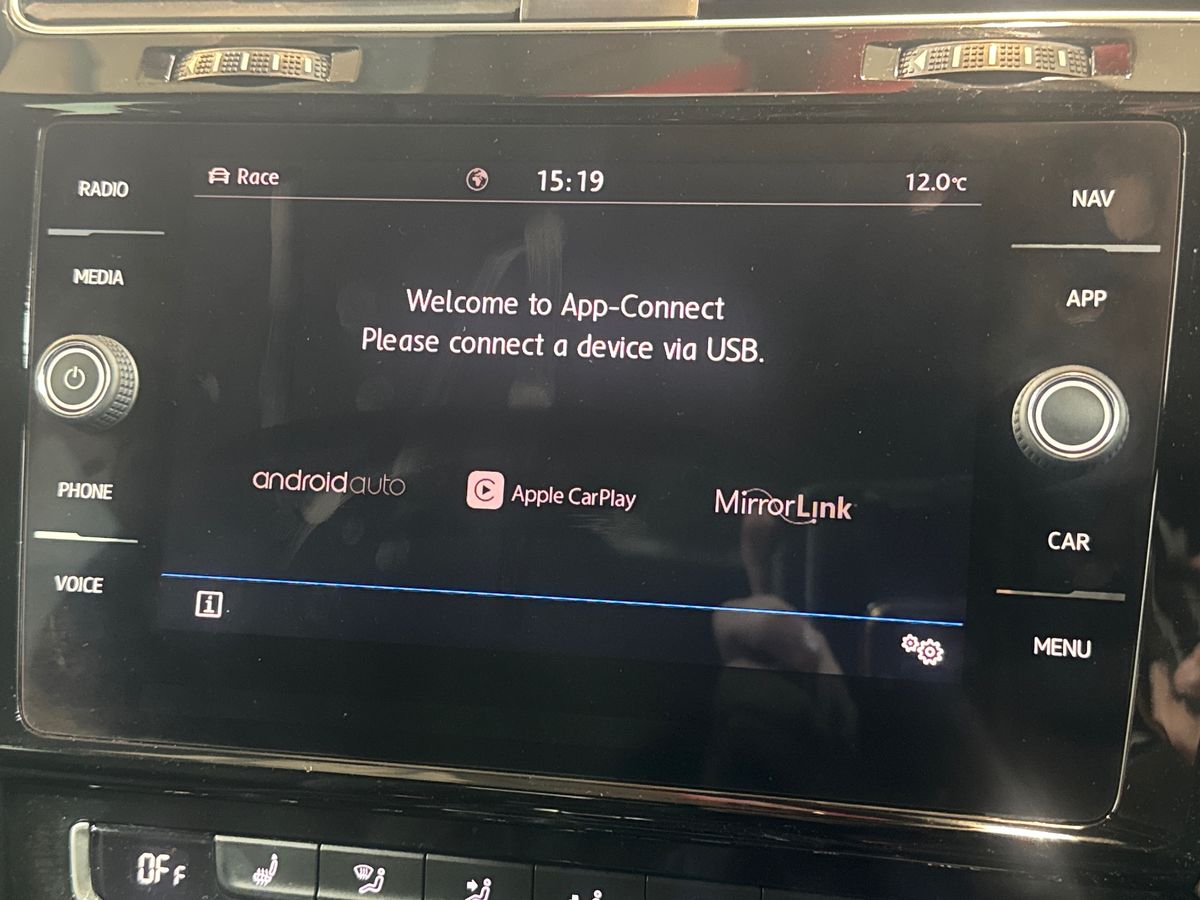 Race 15:19 12.0°C
RADIO
NAV
MEDIA
APP
Welcome to App-Connect
Please connect a device via USB.
androidauto Apple CarPlay MirrorLink
PHONE
CAR
VOICE
MENU
OFF